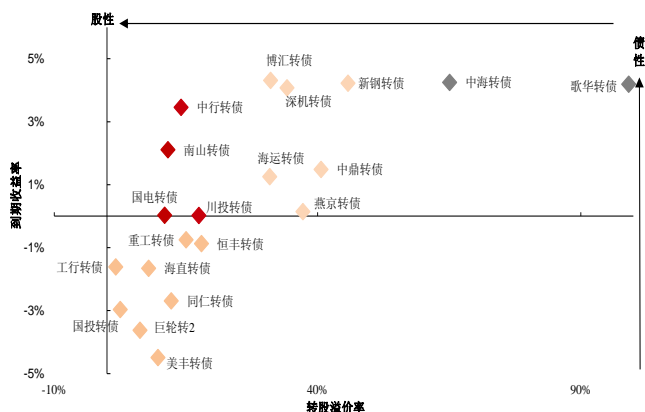 股性
债性
到期收益率
5%
3%
1%
-1%
-3%
-5%
博汇转债
深机转债
新钢转债
中海转债
歌华转债
中行转债
南山转债
海运转债
中鼎转债
国电转债
川投转债
燕京转债
重工转债
恒丰转债
工行转债
海直转债
同仁转债
国投转债
巨轮转2
美丰转债
-10%
40%
90%
转股溢价率